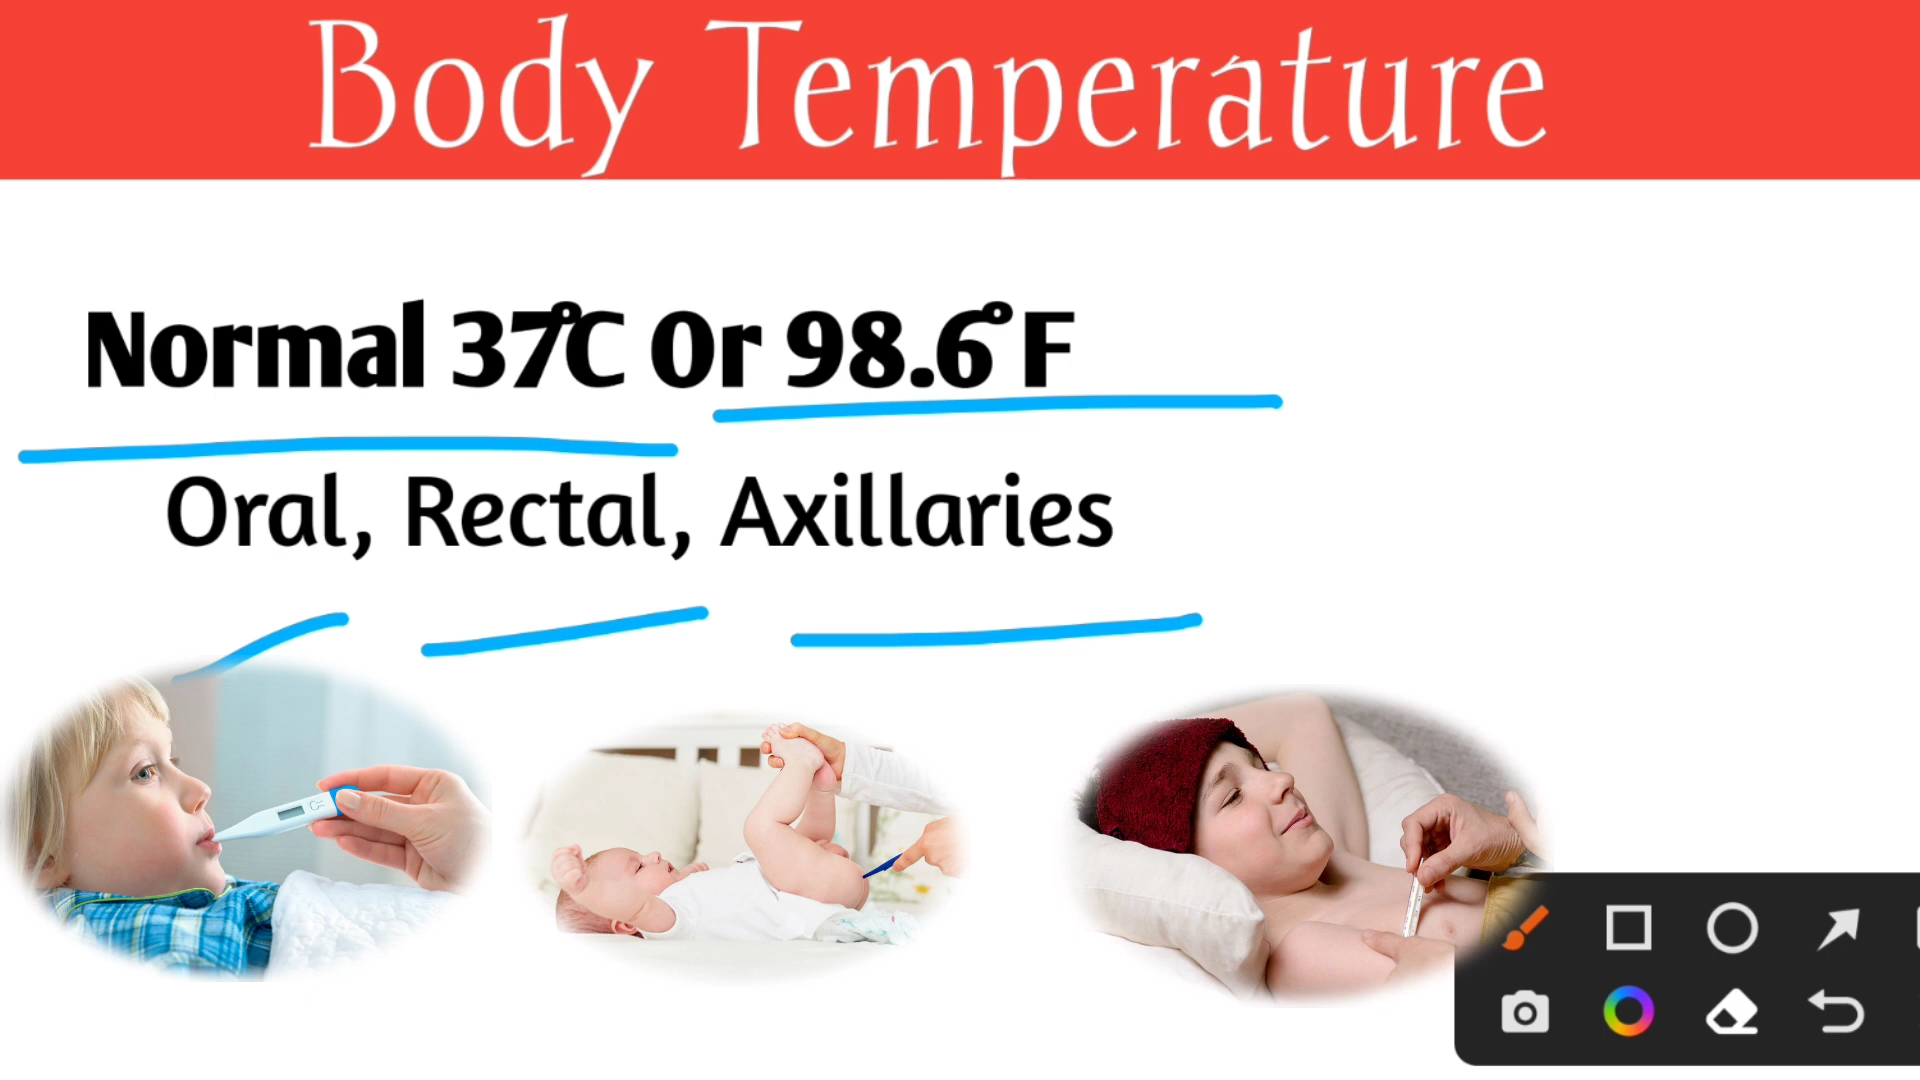 Body Temperature
Normal 37°C Or 98.6°F
Oral, Rectal, Axillaries